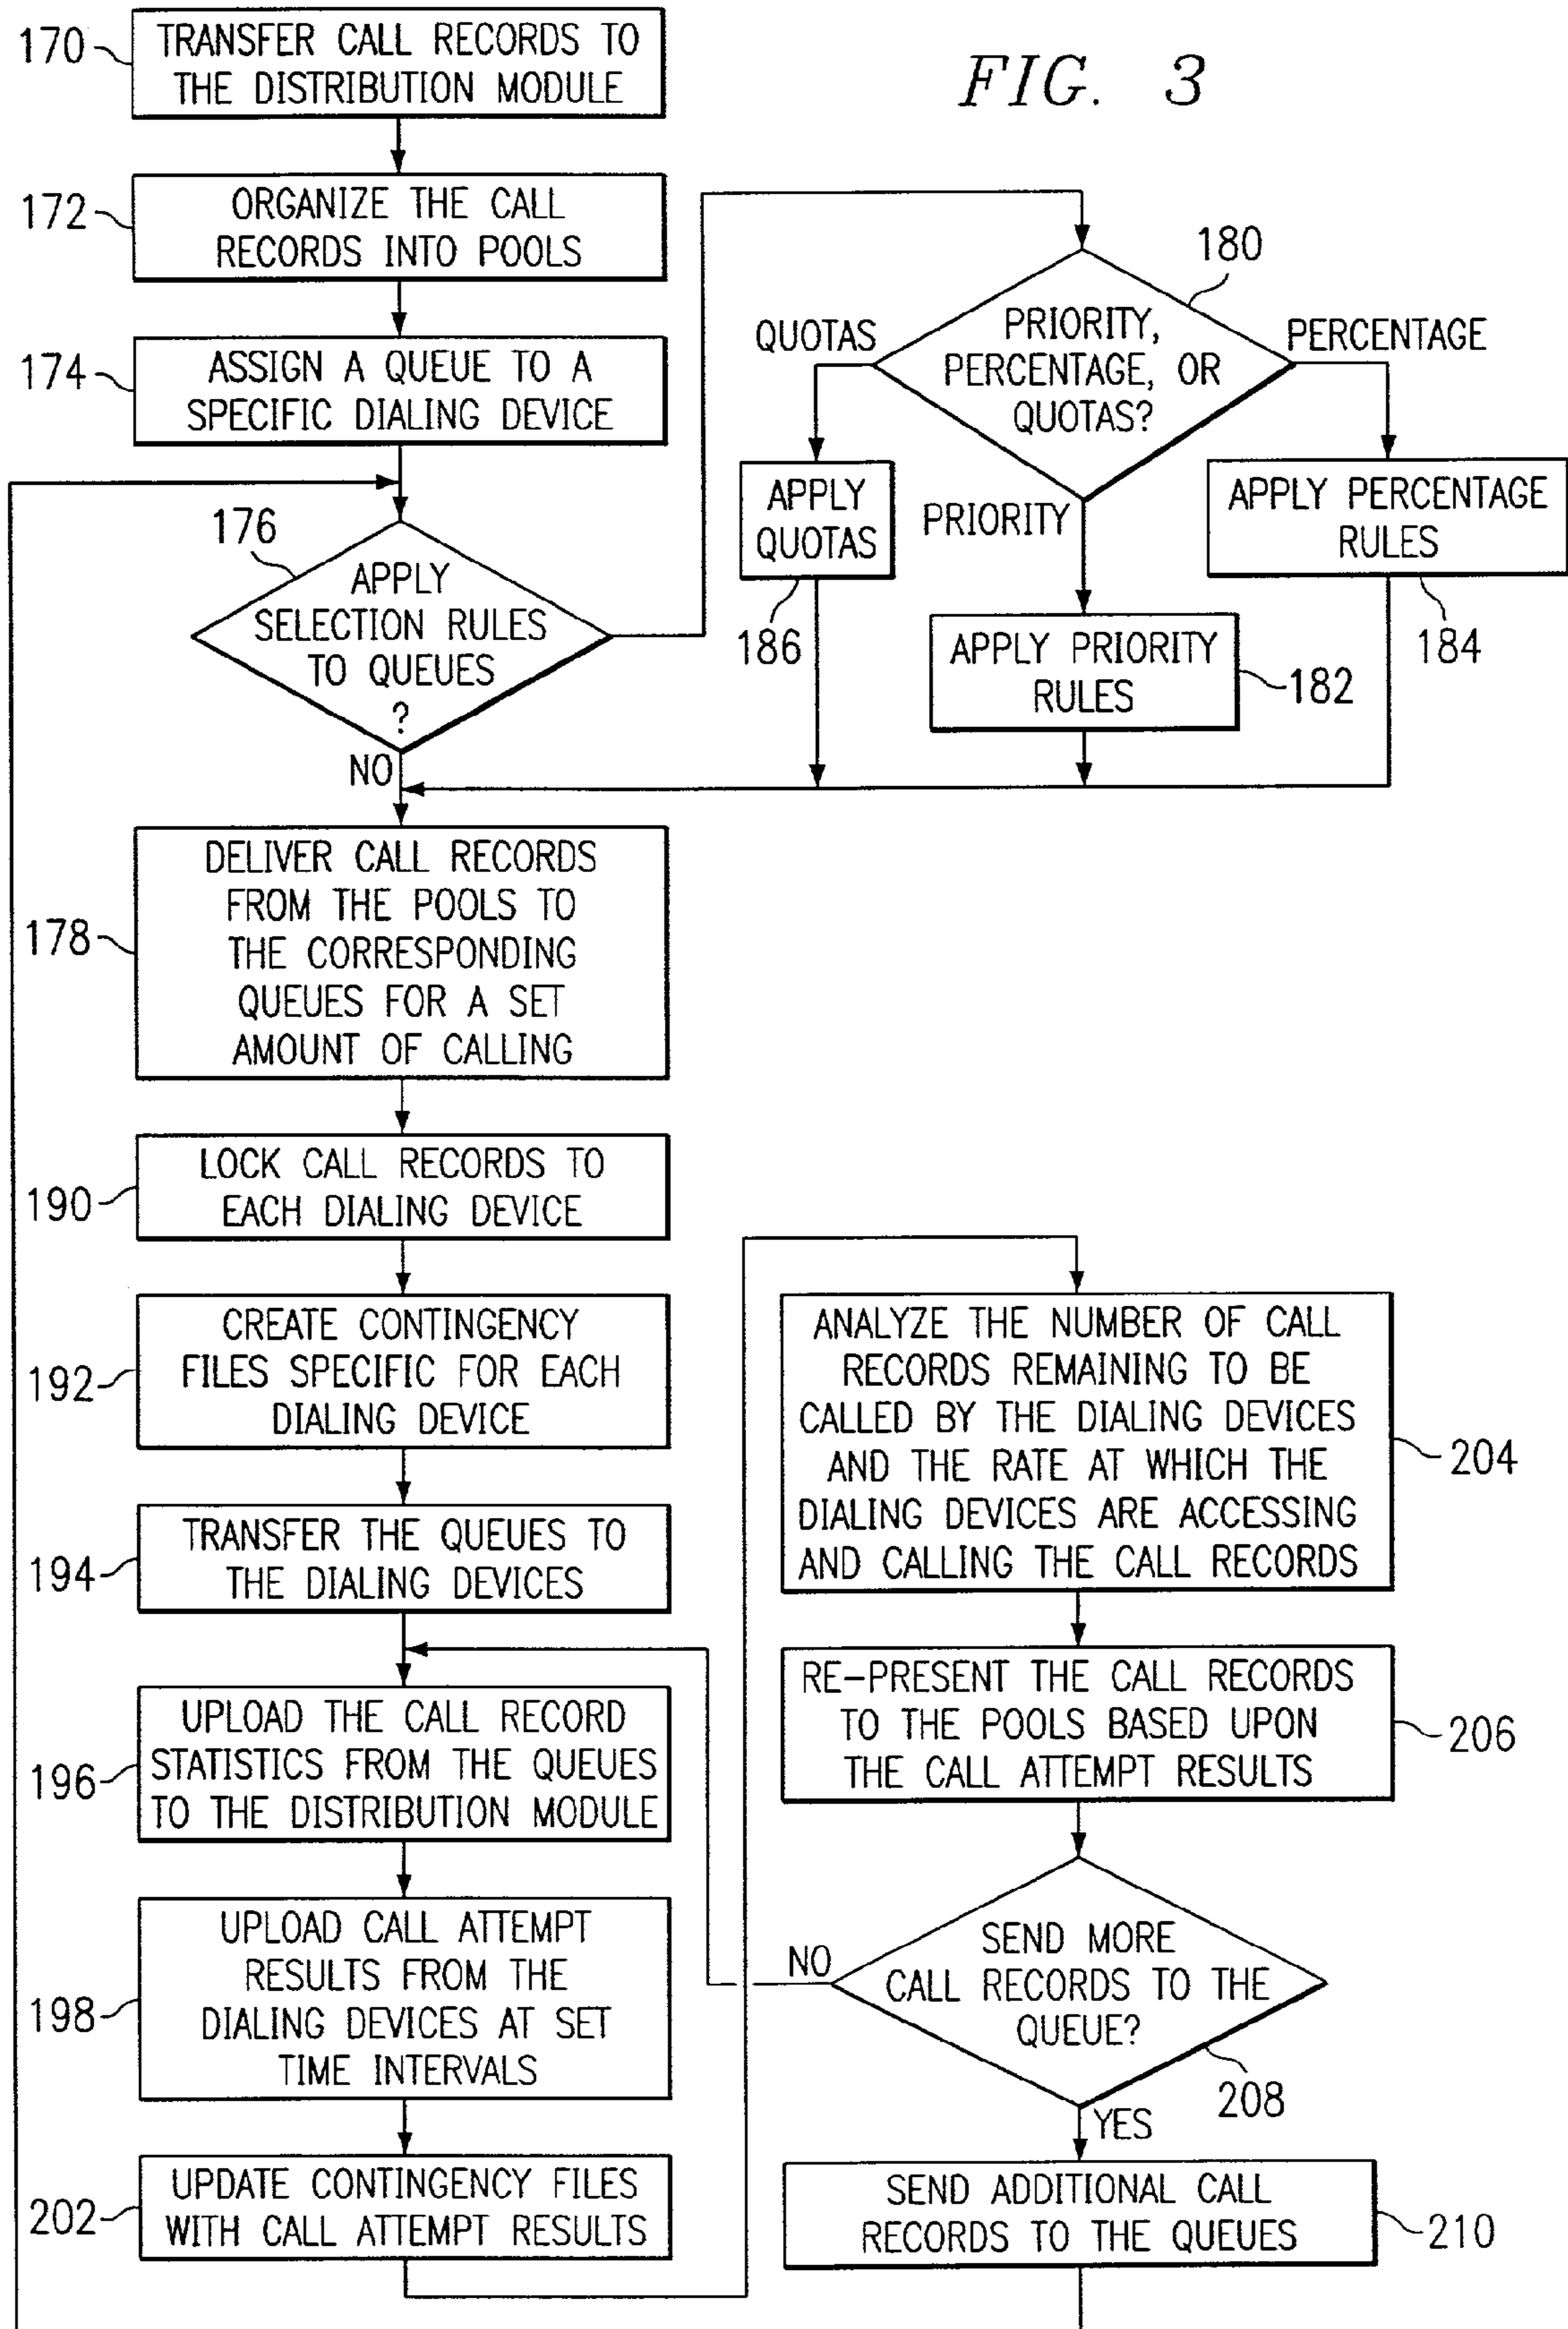 FIG. 3
170
TRANSFER CALL RECORDS TO
THE DISTRIBUTION MODULE
172
ORGANIZE THE CALL
RECORDS INTO POOLS
174
ASSIGN A QUEUE TO A
SPECIFIC DIALING DEVICE
176
APPLY
SELECTION RULES
TO QUEUES
?
NO
180
PRIORITY,
PERCENTAGE, OR
QUOTAS?
QUOTAS
PERCENTAGE
PRIORITY
APPLY
QUOTAS
186
APPLY PRIORITY
RULES
182
APPLY PERCENTAGE
RULES
184
178
DELIVER CALL RECORDS
FROM THE POOLS TO
THE CORRESPONDING
QUEUES FOR A SET
AMOUNT OF CALLING
190
LOCK CALL RECORDS TO
EACH DIALING DEVICE
192
CREATE CONTINGENCY
FILES SPECIFIC FOR EACH
DIALING DEVICE
194
TRANSFER THE QUEUES TO
THE DIALING DEVICES
196
UPLOAD THE CALL RECORD
STATISTICS FROM THE QUEUES
TO THE DISTRIBUTION MODULE
198
UPLOAD CALL ATTEMPT
RESULTS FROM THE
DIALING DEVICES AT SET
TIME INTERVALS
202
UPDATE CONTINGENCY FILES
WITH CALL ATTEMPT RESULTS
ANALYZE THE NUMBER OF CALL
RECORDS REMAINING TO BE
CALLED BY THE DIALING DEVICES
AND THE RATE AT WHICH THE
DIALING DEVICES ARE ACCESSING
AND CALLING THE CALL RECORDS
204
RE-PRESENT THE CALL RECORDS
TO THE POOLS BASED UPON
THE CALL ATTEMPT RESULTS
206
SEND MORE
CALL RECORDS TO THE
QUEUE?
NO
208
YES
SEND ADDITIONAL CALL
RECORDS TO THE QUEUES
210